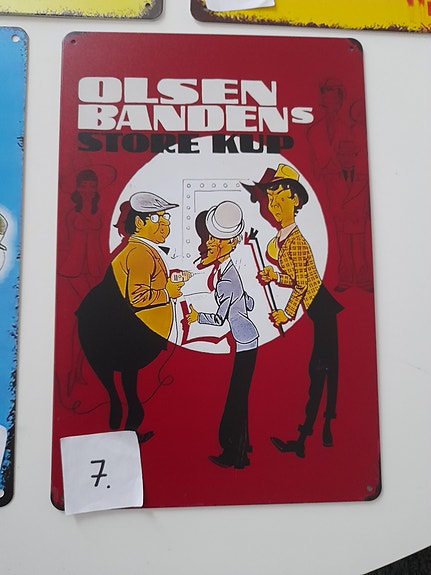 OLSEN
BANDENs
STORE KUP
7.